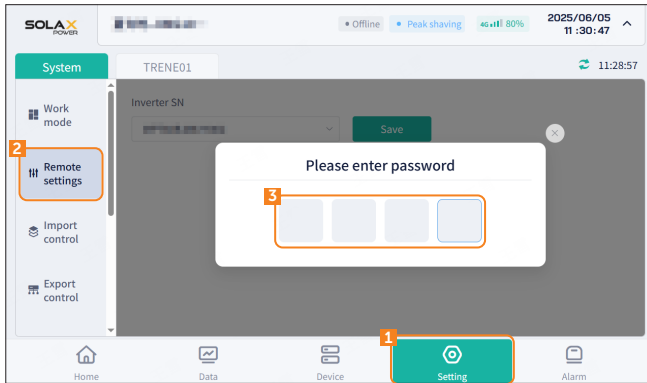 SOLAX
POWER
Offline
Peak shaving
4G 80%
2025/06/05
11 :30:47
System
TRENE01
11:28:57
Inverter SN
Save
Work
mode
2
Remote
settings
Please enter password
3
Import
control
Export
control
1
Home
Data
Device
Setting
Alarm